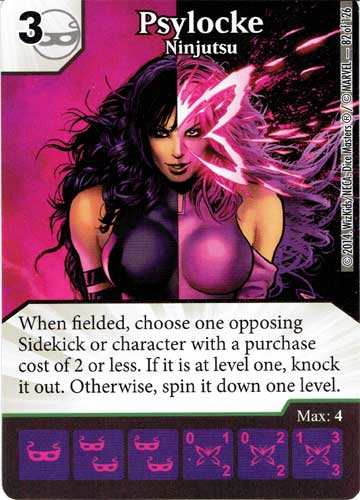 3
Psylocke
Ninjutsu
© 2014. WizKids/NECA, Dice Masters ® / © MARVEL — 82 of 126
When fielded, choose one opposing
Sidekick or character with a purchase
cost of 2 or less. If it is at level one, knock
it out. Otherwise, spin it down one level.
Max: 4
0 1 2
0 2 2
1 3 3